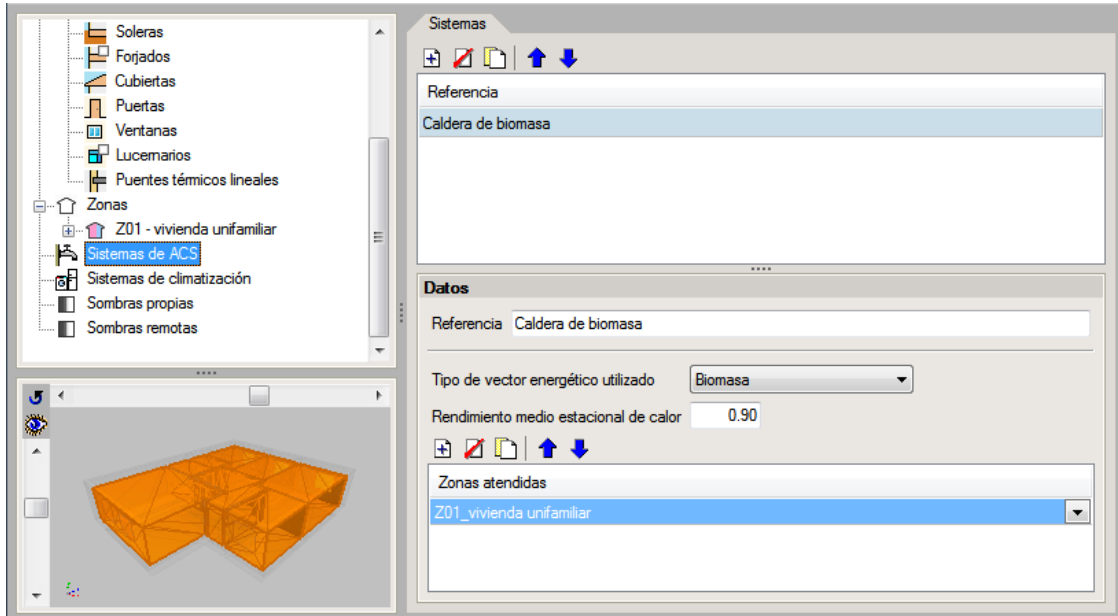 Soleras
Forjados
Cubiertas
Puertas
Ventanas
Lucernarios
Puentes térmicos lineales
Zonas
Z01 - vivienda unifamiliar
Sistemas de ACS
Sistemas de climatización
Sombras propias
Sombras remotas
Sistemas
Referencia
Caldera de biomasa
Datos
Referencia Caldera de biomasa
Tipo de vector energético utilizado Biomasa
Rendimiento medio estacional de calor 0.90
Zonas atendidas
Z01_vivienda unifamiliar